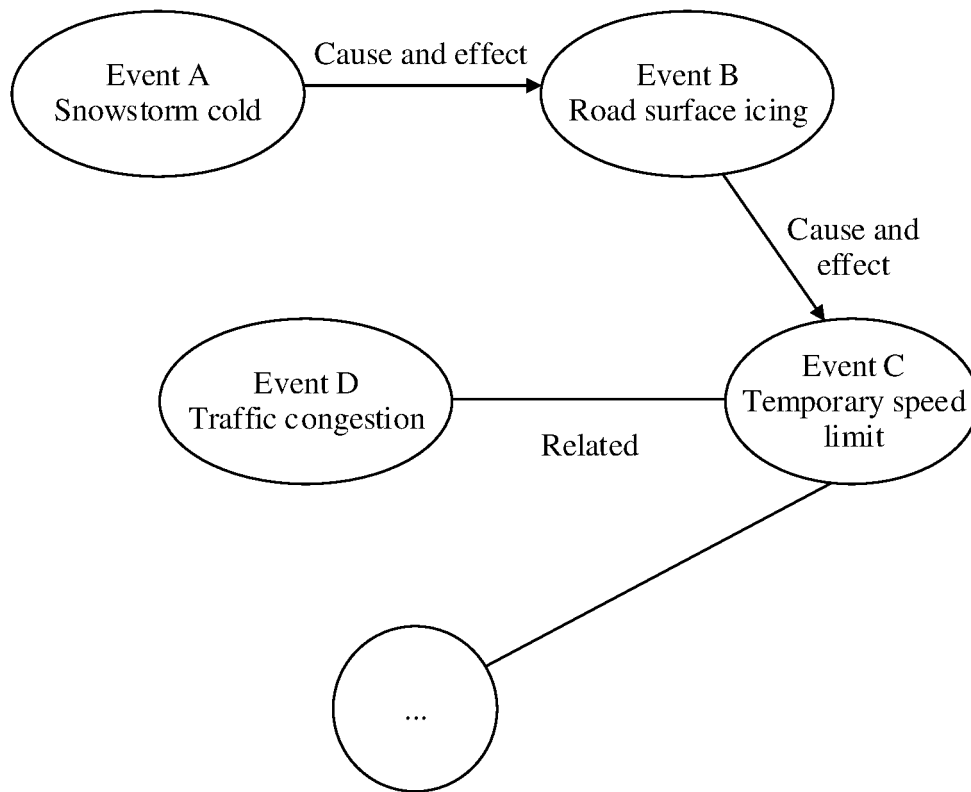 Event A
Snowstorm cold
Cause and effect
Event B
Road surface icing
Cause and
effect
Event D
Traffic congestion
Related
Event C
Temporary speed
limit
...